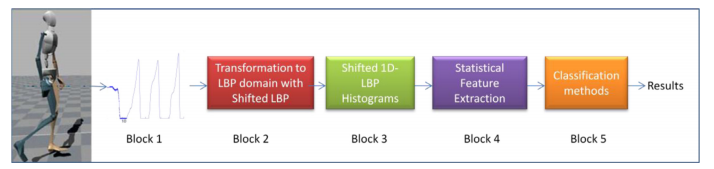 Transformation to
LBP domain with
Shifted LBP
Shifted 1D-
LBP
Histograms
Statistical
Feature
Extraction
Classification
methods
Results
Block 1
Block 2
Block 3
Block 4
Block 5